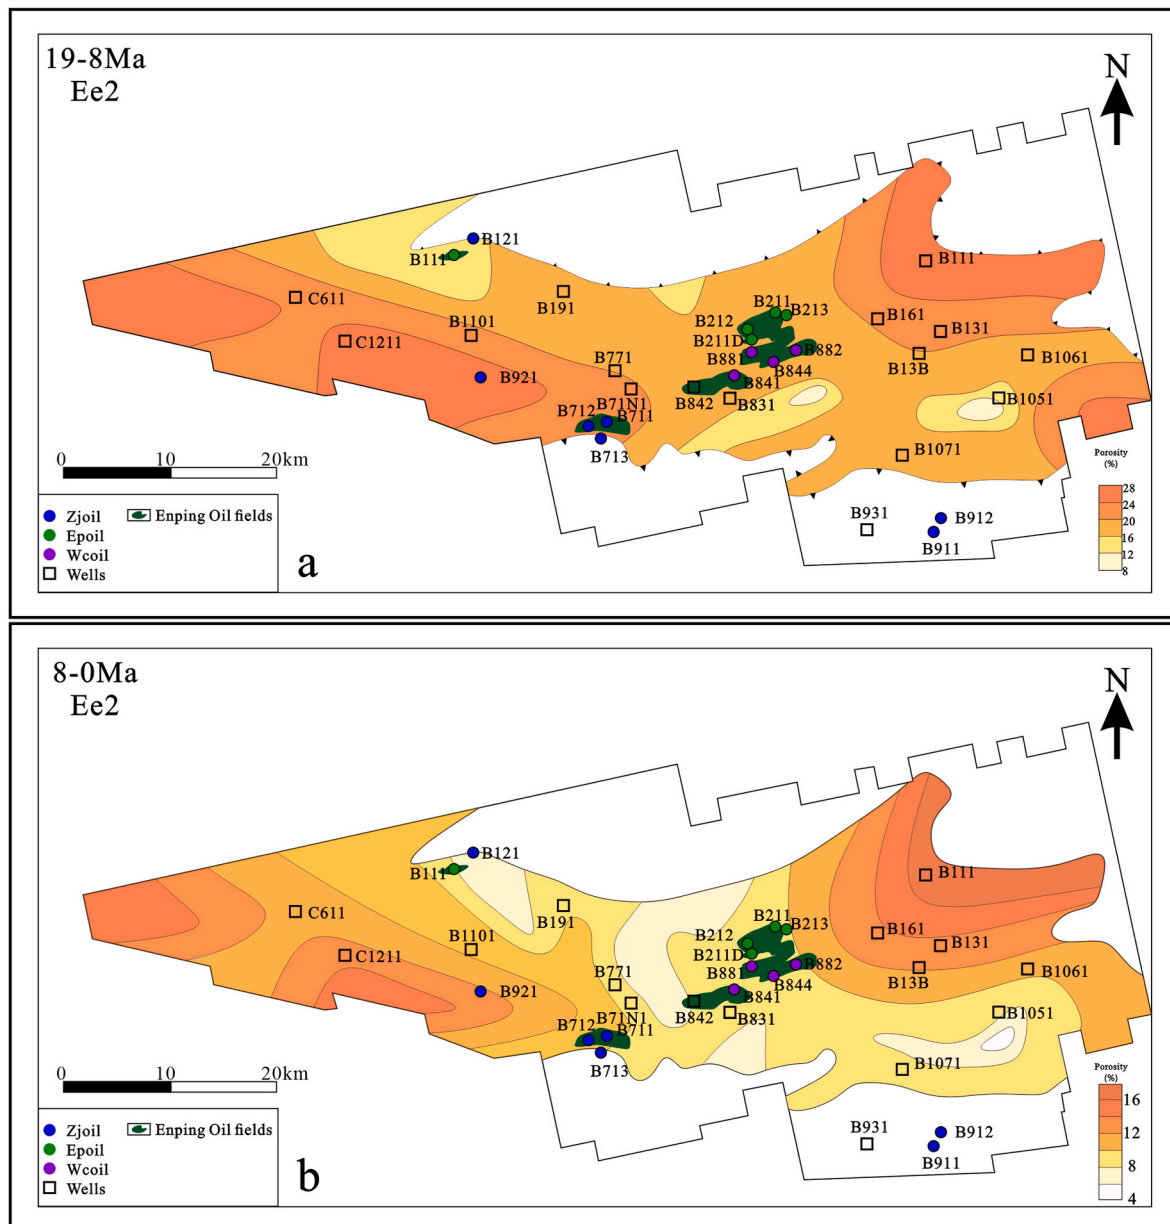 19-8Ma
Ee2
N
B121
B111
B111
C611
B191
B211
B213
B212
B161
B131
B1101
C1211
B211D
B881
B882
B844
B13B
B1061
B771
B921
B841
B842
B831
B1051
B71N1
B712
B711
B713
B1071
0 10 20km
Porosity
(%)
28
24
20
16
12
8
Zjoil Enping Oil fields
Epoil
Wcoil
Wells
B931
B912
B911
a
8-0Ma
Ee2
N
B121
B111
B111
C611
B191
B211
B213
B212
B161
B131
B1101
C1211
B211D
B881
B882
B844
B13B
B1061
B771
B921
B841
B842
B831
B1051
B71N1
B712
B711
B713
B1071
0 10 20km
Porosity
(%)
16
12
8
4
Zjoil Enping Oil fields
Epoil
Wcoil
Wells
B931
B912
B911
b